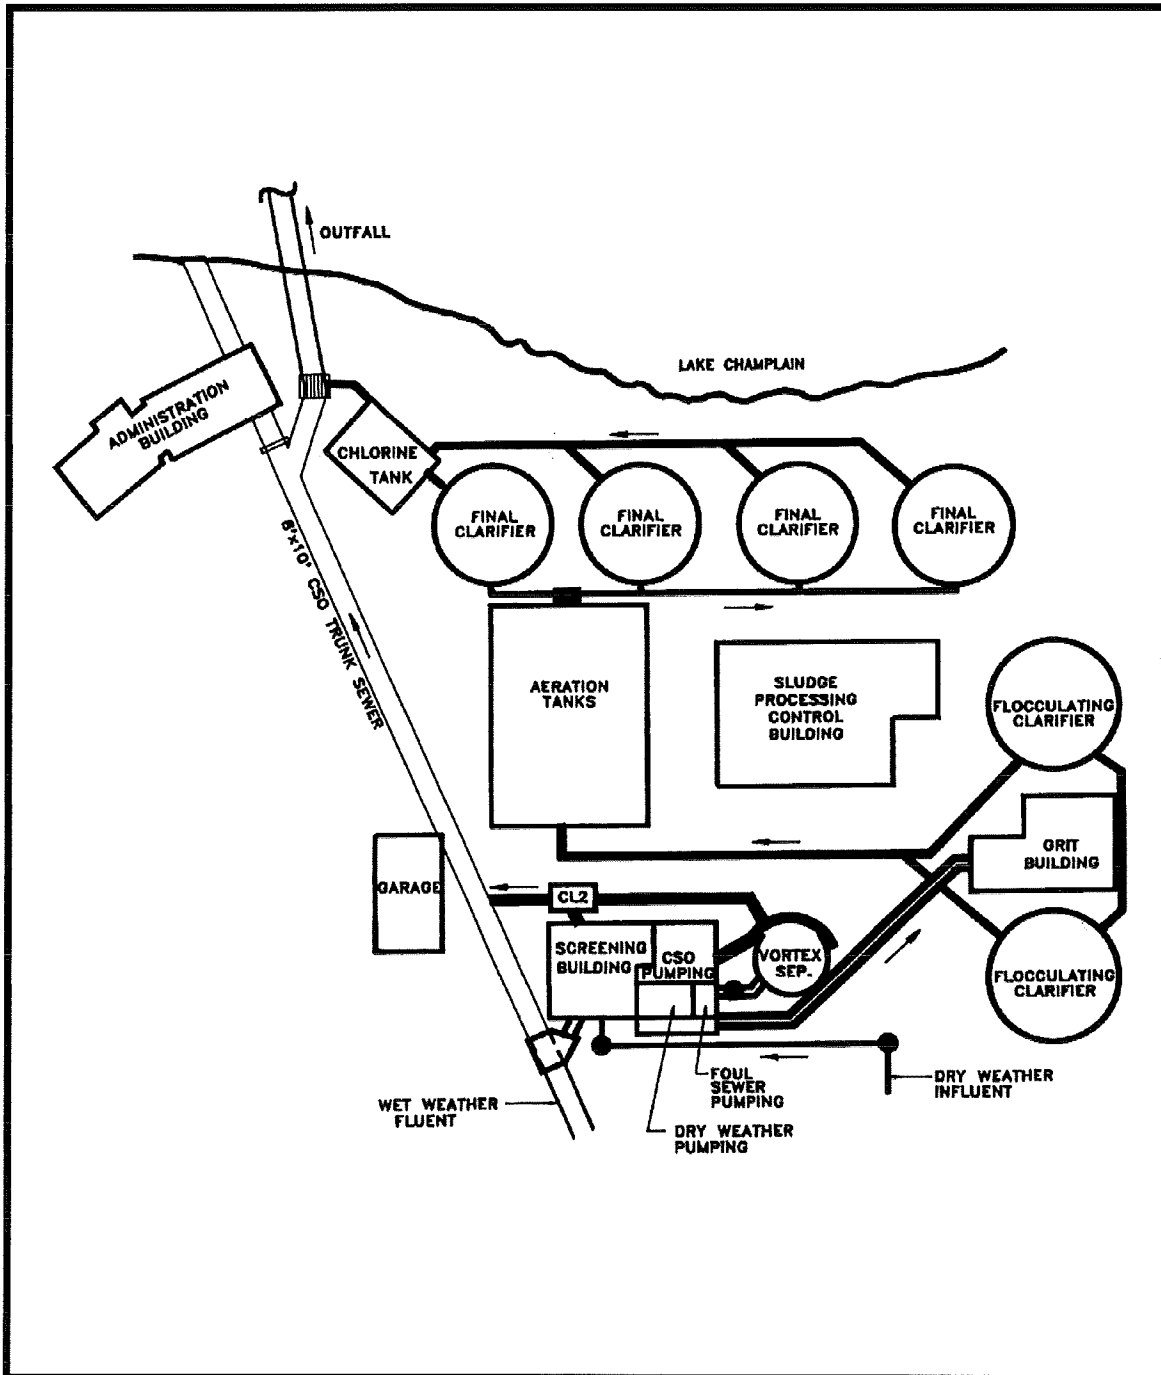 OUTFALL
LAKE CHAMPLAIN
ADMINISTRATION
BUILDING
CHLORINE
TANK
FINAL
CLARIFIER
FINAL
CLARIFIER
FINAL
CLARIFIER
FINAL
CLARIFIER
6'x10' CSO TRUNK SEWER
AERATION
TANKS
SLUDGE
PROCESSING
CONTROL
BUILDING
FLOCCULATING
CLARIFIER
GRIT
BUILDING
GARAGE
CL2
SCREENING
BUILDING
CSO
PUMPING
VORTEX
SEP.
FLOCCULATING
CLARIFIER
FOUL
SEWER
PUMPING
DRY WEATHER
INFLUENT
WET WEATHER
FLUENT
DRY WEATHER
PUMPING